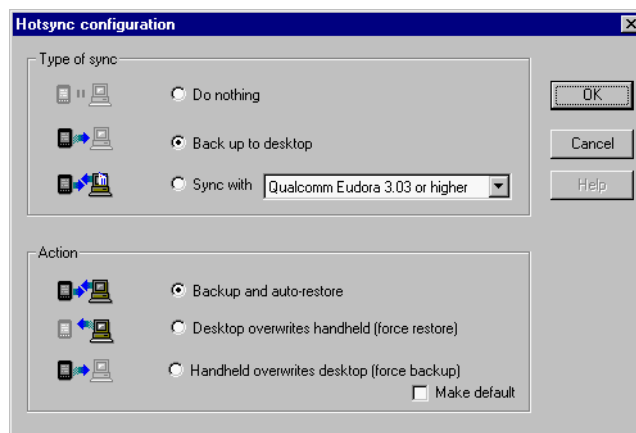 Hotsync configuration
Type of sync
Do nothing
OK
Back up to desktop
Cancel
Sync with Qualcomm Eudora 3.03 or higher
Help
Action
Backup and auto-restore
Desktop overwrites handheld (force restore)
Handheld overwrites desktop (force backup)
Make default